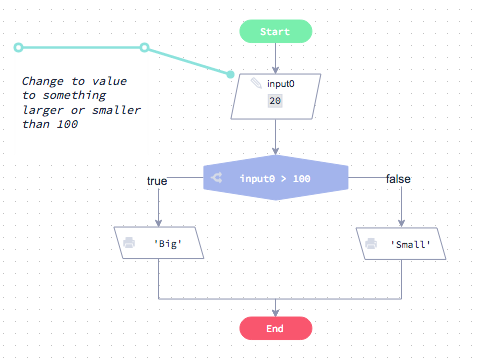 Start
input0
20
Change to value
to something
larger or smaller
than 100
input0 > 100
true
false
'Big'
'Small'
End